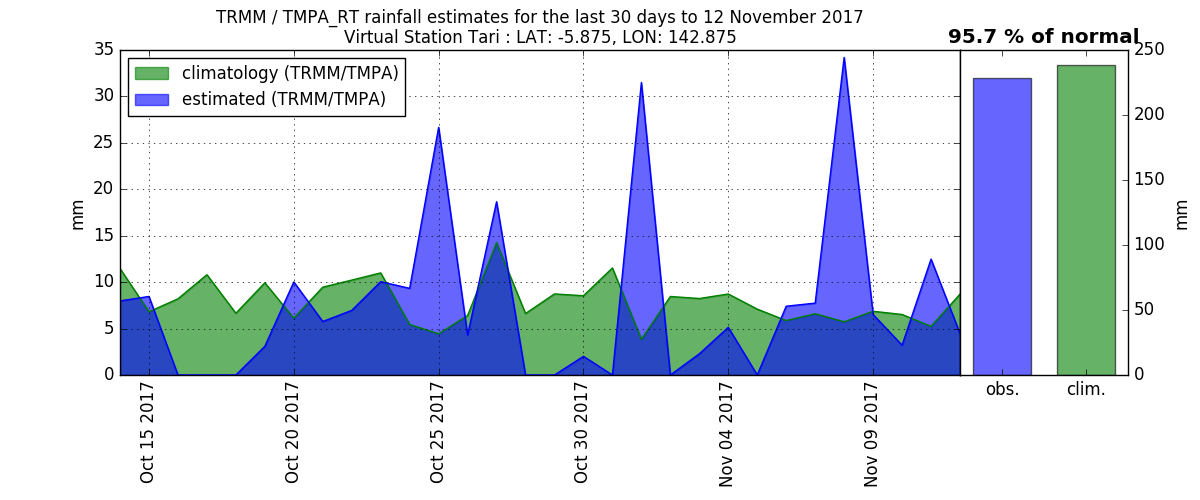 TRMM / TMPA_RT rainfall estimates for the last 30 days to 12 November 2017
Virtual Station Tari : LAT: -5.875, LON: 142.875
95.7 % of normal
climatology (TRMM/TMPA)
estimated (TRMM/TMPA)
35
30
25
20
15
10
5
0
mm
Oct 15 2017
Oct 20 2017
Oct 25 2017
Oct 30 2017
Nov 04 2017
Nov 09 2017
250
200
150
100
50
0
mm
obs.
clim.